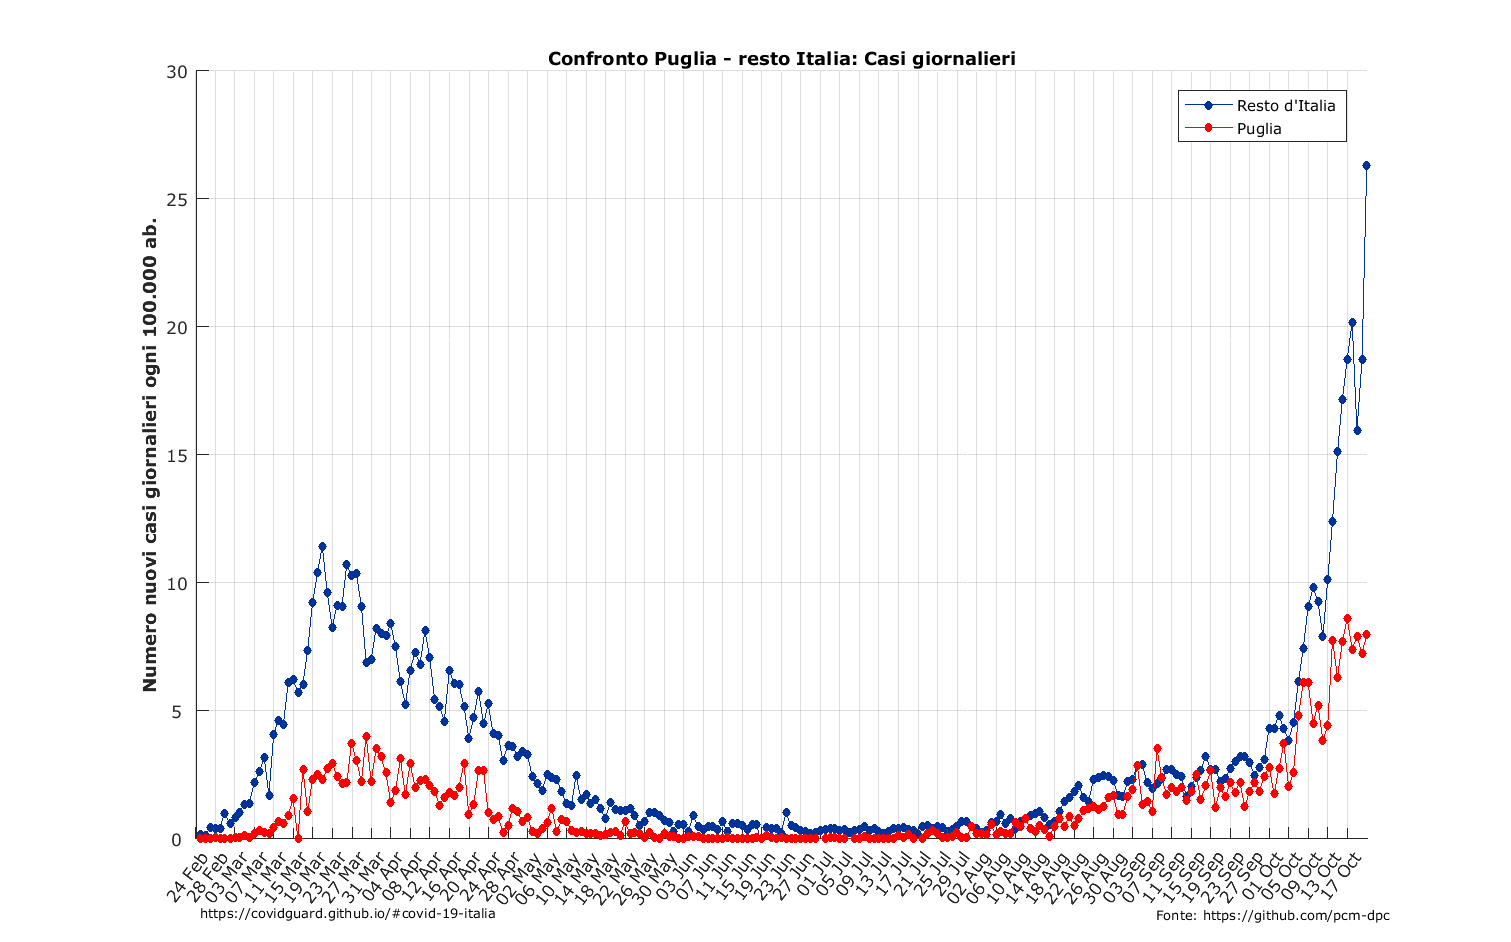 Confronto Puglia - resto Italia: Casi giornalieri
Resto d'Italia
Puglia
Numero nuovi casi giornalieri ogni 100.000 ab.
30
25
20
15
10
5
0
24 Feb
28 Feb
03 Mar
07 Mar
11 Mar
15 Mar
19 Mar
23 Mar
27 Mar
31 Mar
04 Apr
08 Apr
12 Apr
16 Apr
20 Apr
24 Apr
28 Apr
02 May
06 May
10 May
14 May
18 May
22 May
26 May
30 May
03 Jun
07 Jun
11 Jun
15 Jun
19 Jun
23 Jun
27 Jun
01 Jul
05 Jul
09 Jul
13 Jul
17 Jul
21 Jul
25 Jul
29 Jul
02 Aug
06 Aug
10 Aug
14 Aug
18 Aug
22 Aug
26 Aug
30 Aug
03 Sep
07 Sep
11 Sep
15 Sep
19 Sep
23 Sep
27 Sep
01 Oct
05 Oct
09 Oct
13 Oct
17 Oct
https://covidguard.github.io/#covid-19-italia
Fonte: https://github.com/pcm-dpc